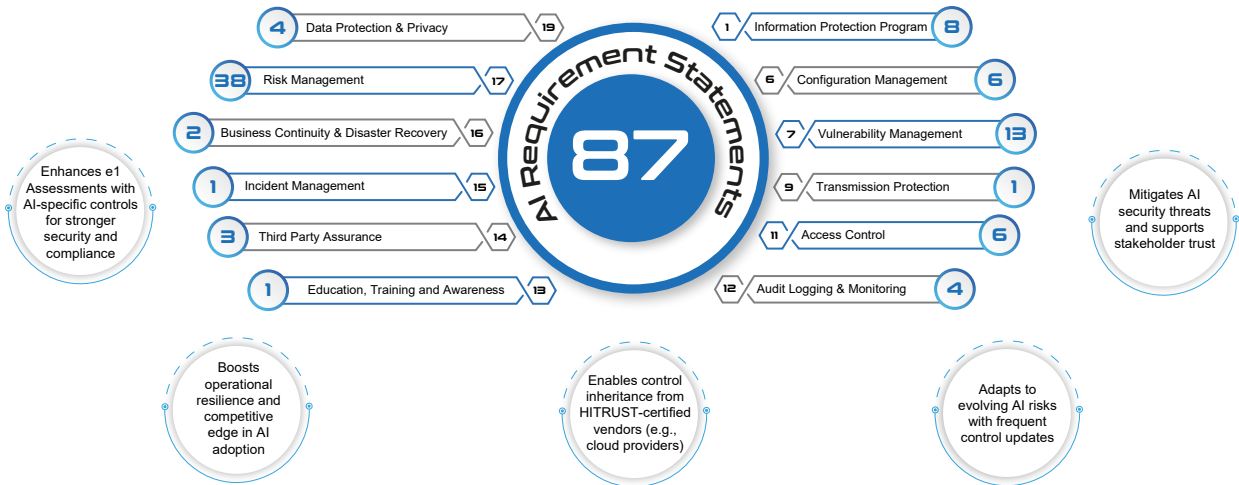 4 Data Protection & Privacy 19
38 Risk Management 17
2 Business Continuity & Disaster Recovery 16
1 Incident Management 15
3 Third Party Assurance 14
1 Education, Training and Awareness 13
AI Requirement Statements
87
1 Information Protection Program 8
6 Configuration Management 6
7 Vulnerability Management 13
9 Transmission Protection 1
11 Access Control 6
12 Audit Logging & Monitoring 4
Enhances e1
Assessments with
AI-specific controls
for stronger
security and
compliance
Mitigates AI
security threats
and supports
stakeholder trust
Boosts
operational
resilience and
competitive
edge in AI
adoption
Enables control
inheritance from
HITRUST-certified
vendors (e.g.,
cloud providers)
Adapts to
evolving AI risks
with frequent
control updates